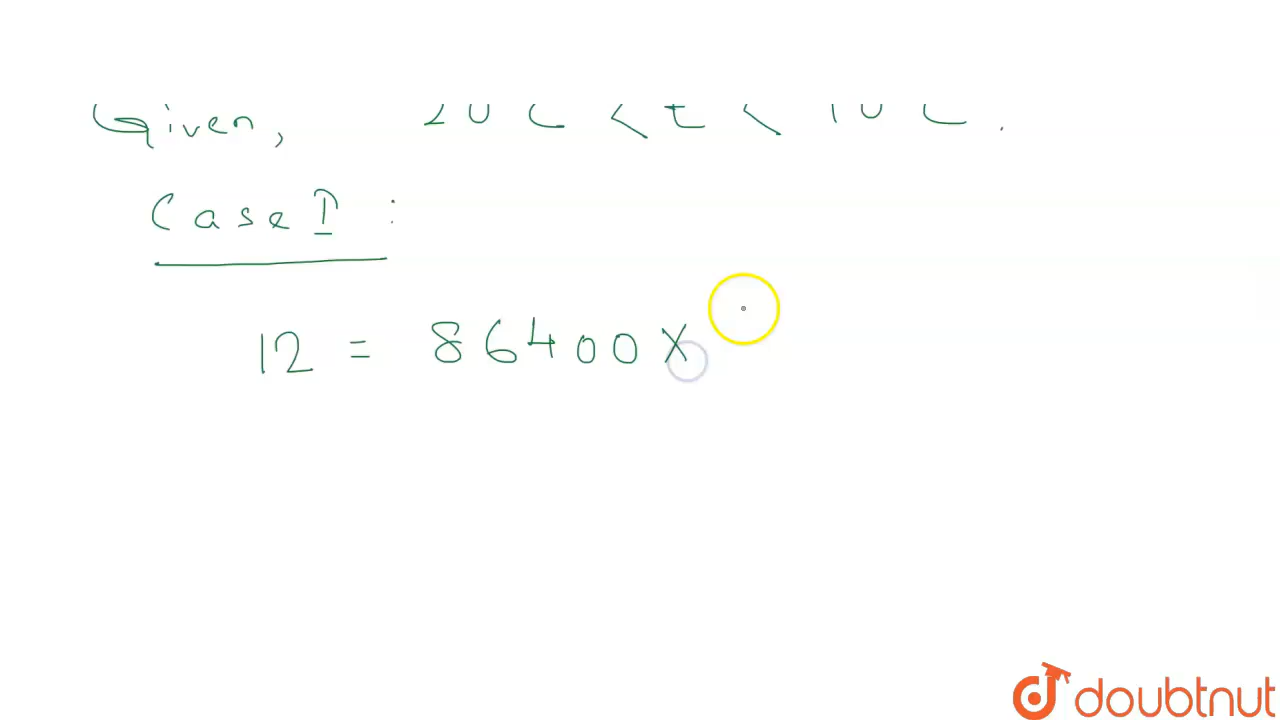 Given,
Case I :
12 = 86400 X
doubtnut